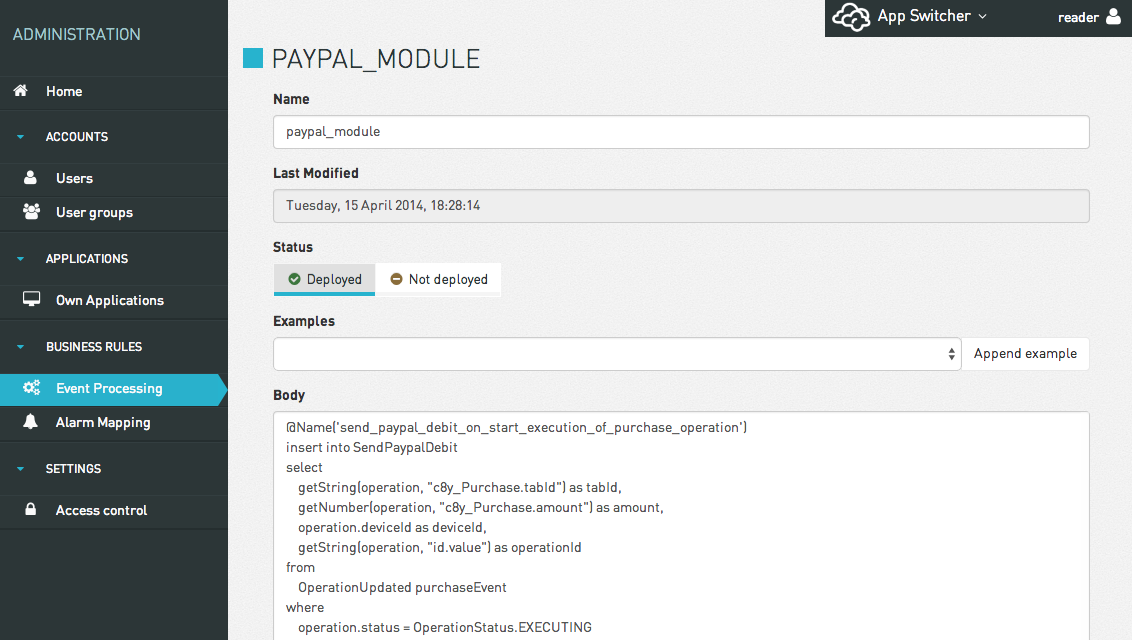 ADMINISTRATION
Home
ACCOUNTS
Users
User groups
APPLICATIONS
Own Applications
BUSINESS RULES
Event Processing
Alarm Mapping
SETTINGS
Access control
App Switcher
reader
PAYPAL_MODULE
Name
paypal_module
Last Modified
Tuesday, 15 April 2014, 18:28:14
Status
Deployed Not deployed
Examples
Append example
Body
@Name('send_paypal_debit_on_start_execution_of_purchase_operation')
insert into SendPaypalDebit
select
getString(operation, "c8y_Purchase.tabId") as tabId,
getNumber(operation, "c8y_Purchase.amount") as amount,
operation.deviceId as deviceId,
getString(operation, "id.value") as operationId
from
OperationUpdated purchaseEvent
where
operation.status = OperationStatus.EXECUTING